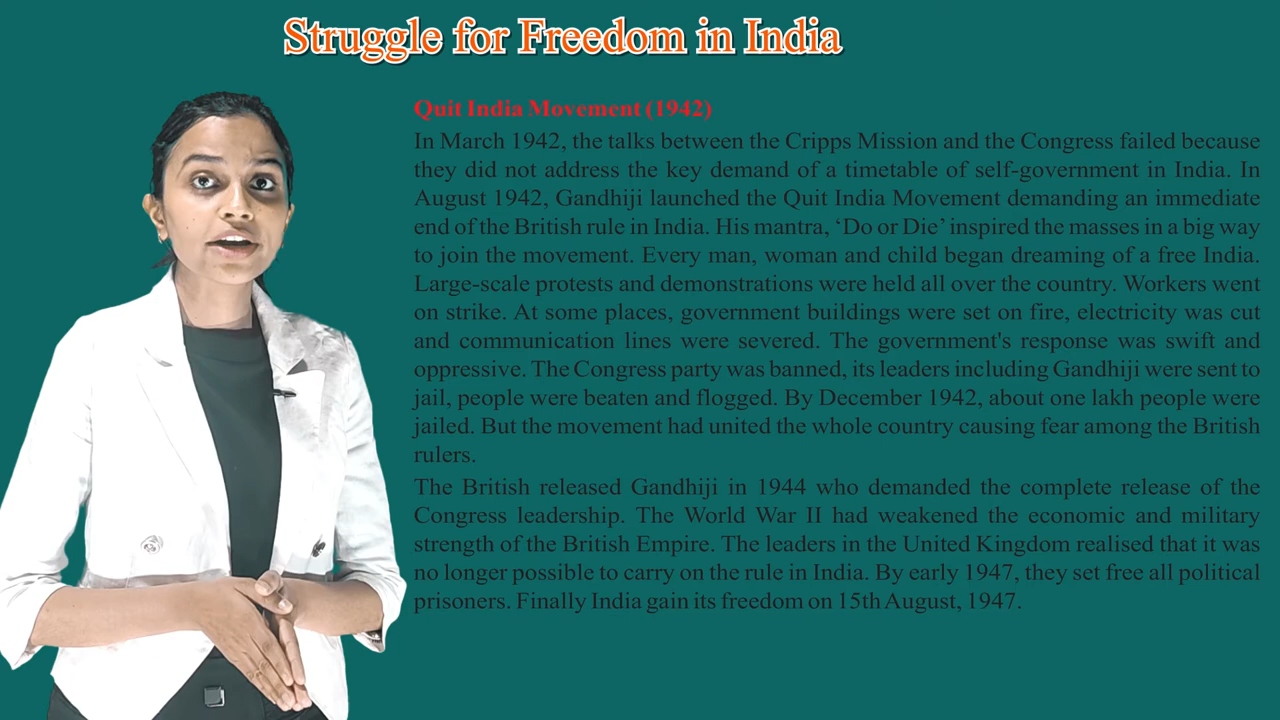 Struggle for Freedom in India
Quit India Movement (1942)
In March 1942, the talks between the Cripps Mission and the Congress failed because
they did not address the key demand of a timetable of self-government in India. In
August 1942, Gandhiji launched the Quit India Movement demanding an immediate
end of the British rule in India. His mantra, ‘Do or Die’ inspired the masses in a big way
to join the movement. Every man, woman and child began dreaming of a free India.
Large-scale protests and demonstrations were held all over the country. Workers went
on strike. At some places, government buildings were set on fire, electricity was cut
and communication lines were severed. The government's response was swift and
oppressive. The Congress party was banned, its leaders including Gandhiji were sent to
jail, people were beaten and flogged. By December 1942, about one lakh people were
jailed. But the movement had united the whole country causing fear among the British
rulers.
The British released Gandhiji in 1944 who demanded the complete release of the
Congress leadership. The World War II had weakened the economic and military
strength of the British Empire. The leaders in the United Kingdom realised that it was
no longer possible to carry on the rule in India. By early 1947, they set free all political
prisoners. Finally India gain its freedom on 15th August, 1947.